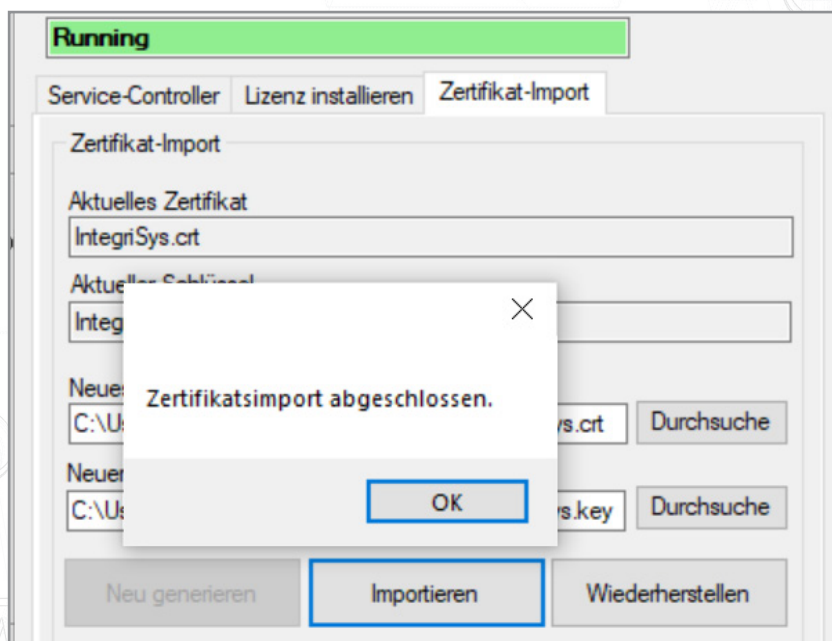 Running
Service-Controller
Lizenz installieren
Zertifikat-Import
Zertifikat-Import
Aktuelles Zertifikat
IntegriSys.crt
Zertifikatsimport abgeschlossen.
Durchsuche
OK
Durchsuche
Neu generieren
Importieren
Wiederherstellen